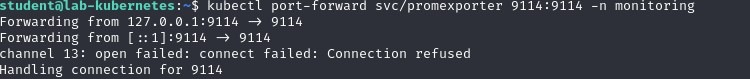 student@lab-kubernetes:~$ kubectl port-forward svc/promexporter 9114:9114 -n monitoring
Forwarding from 127.0.0.1:9114 -> 9114
Forwarding from [::1]:9114 -> 9114
channel 13: open failed: connect failed: Connection refused
Handling connection for 9114